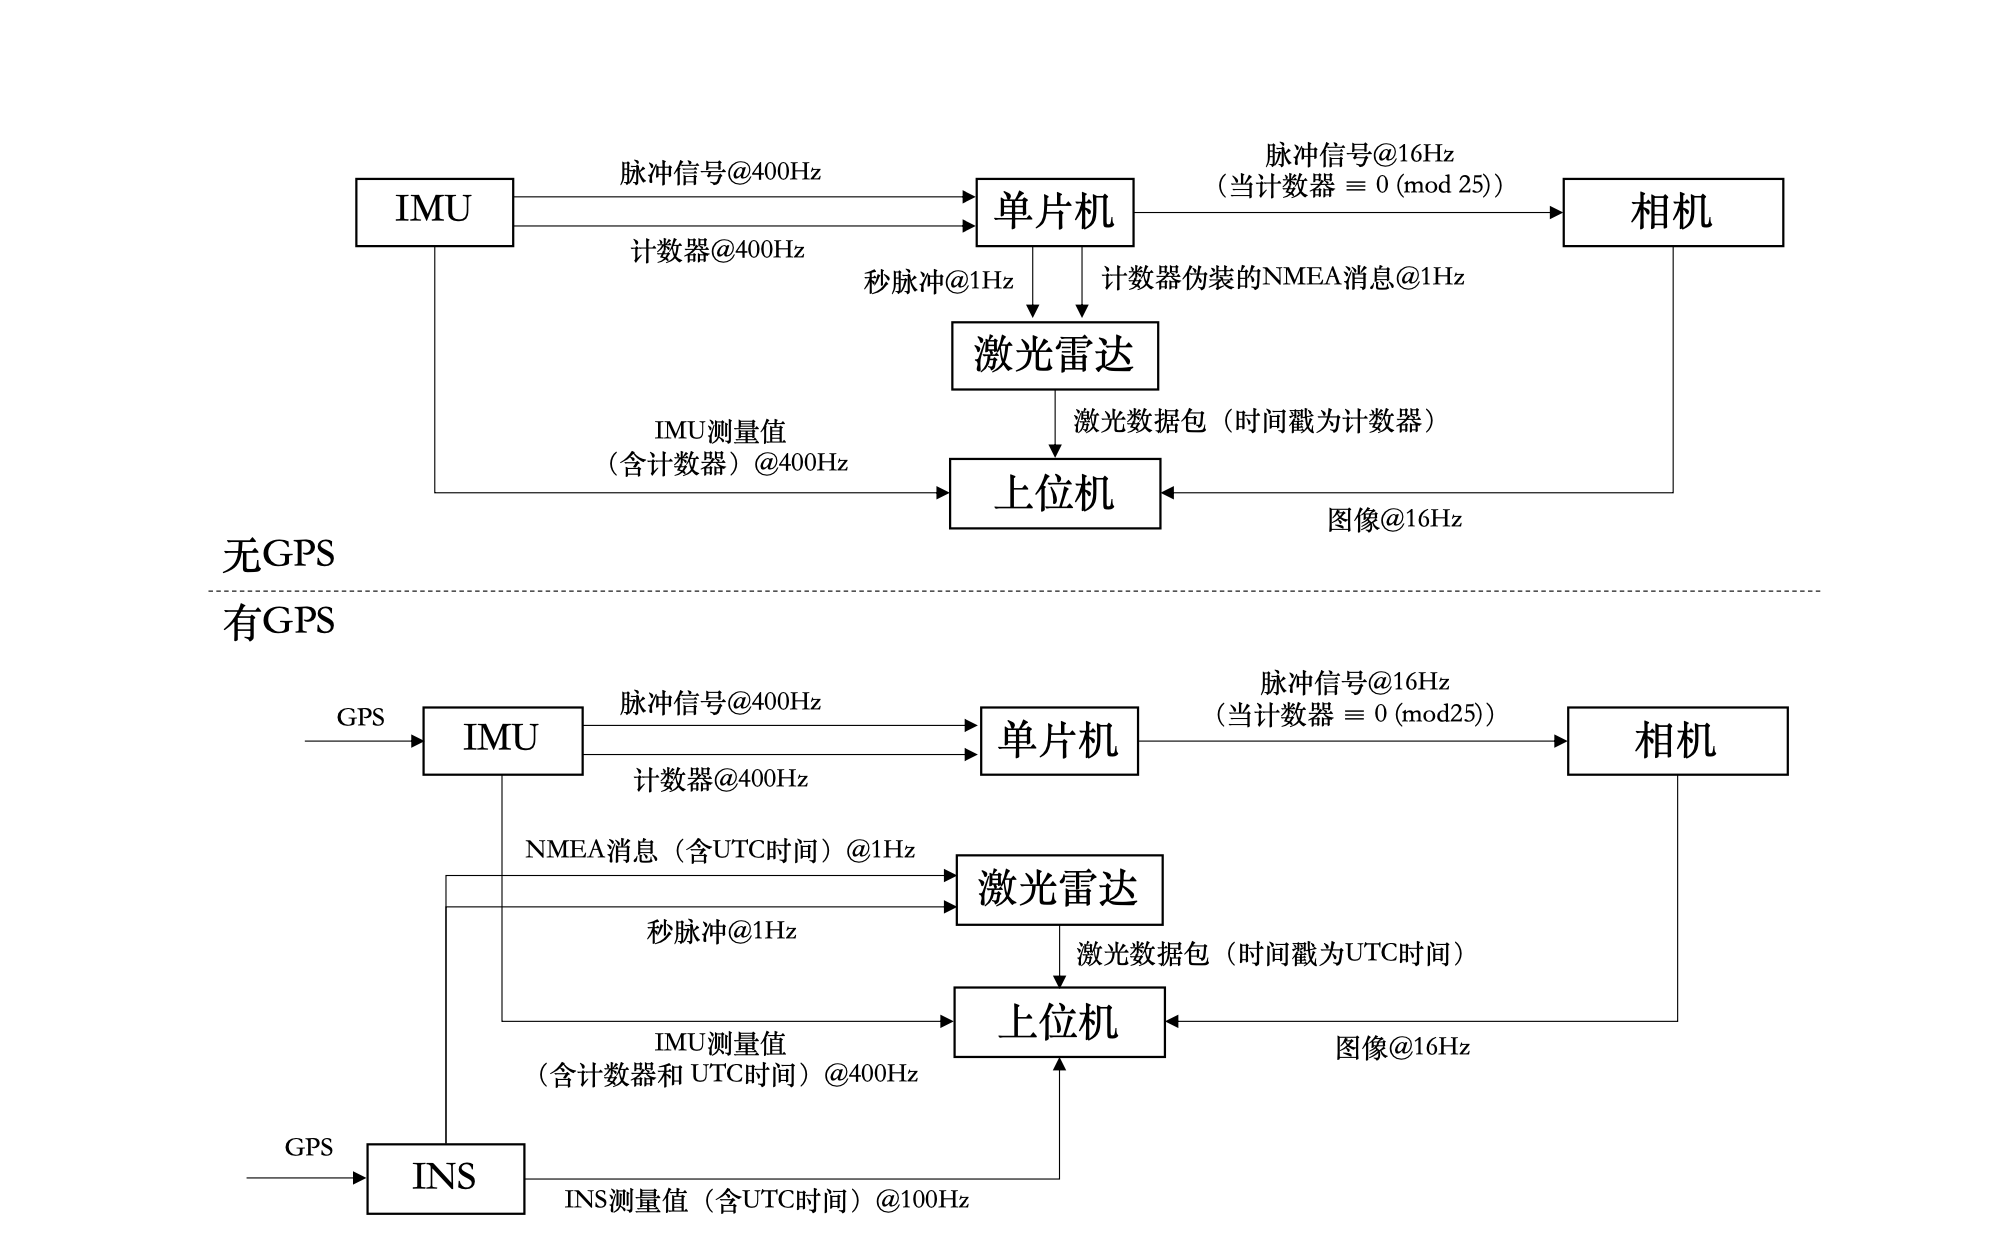 脉冲信号@400Hz
脉冲信号@16Hz
（当计数器 ≡ 0 (mod 25)）
IMU
单片机
相机
计数器@400Hz
秒脉冲@1Hz
计数器伪装的NMEA消息@1Hz
激光雷达
激光数据包（时间戳为计数器）
IMU测量值
（含计数器）@400Hz
上位机
图像@16Hz
无GPS
有GPS
脉冲信号@400Hz
脉冲信号@16Hz
（当计数器 ≡ 0 (mod25)）
GPS
IMU
单片机
相机
计数器@400Hz
NMEA消息（含UTC时间）@1Hz
激光雷达
秒脉冲@1Hz
激光数据包（时间戳为UTC时间）
上位机
IMU测量值
（含计数器和 UTC时间）@400Hz
图像@16Hz
GPS
INS
INS测量值（含UTC时间）@100Hz